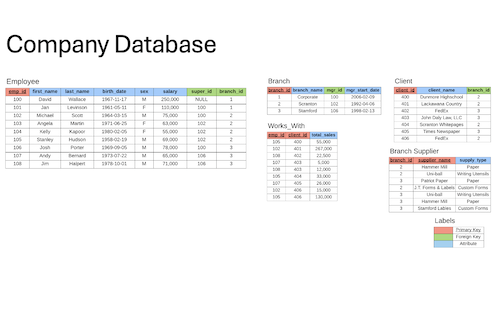 Company Database
Employee
emp_id first_name last_name birth_date sex salary super_id branch_id
100 David Wallace 1967-11-17 M 250,000 NULL 1
101 Jan Levinson 1961-05-11 F 110,000 100 1
102 Michael Scott 1964-03-15 M 75,000 100 2
103 Angela Martin 1971-06-25 F 63,000 102 2
104 Kelly Kapoor 1980-02-05 F 55,000 102 2
105 Stanley Hudson 1958-02-19 M 69,000 102 2
106 Josh Porter 1969-09-05 M 78,000 100 3
107 Andy Bernard 1973-07-22 M 65,000 106 3
108 Jim Halpert 1978-10-01 M 71,000 106 3
Branch
branch_id branch_name mgr_id mgr_start_date
1 Corporate 100 2006-02-09
2 Scranton 102 1992-04-06
3 Stamford 106 1998-02-13
Works_With
emp_id client_id total_sales
105 400 55,000
102 401 267,000
108 402 22,500
107 403 5,000
108 403 12,000
105 404 33,000
107 405 26,000
102 406 15,000
105 406 130,000
Client
client_id client_name branch_id
400 Dunmore Highschool 2
401 Lackawana Country 2
402 FedEx 3
403 John Daly Law, LLC 3
404 Scranton Whitepages 2
405 Times Newspaper 3
406 FedEx 2
Branch Supplier
branch_id supplier_name supply_type
2 Hammer Mill Paper
2 Uni-ball Writing Utensils
3 Patriot Paper Paper
2 J.T. Forms & Labels Custom Forms
3 Uni-ball Writing Utensils
3 Hammer Mill Paper
3 Stamford Lables Custom Forms
Labels
Primary Key
Foreign Key
Attribute